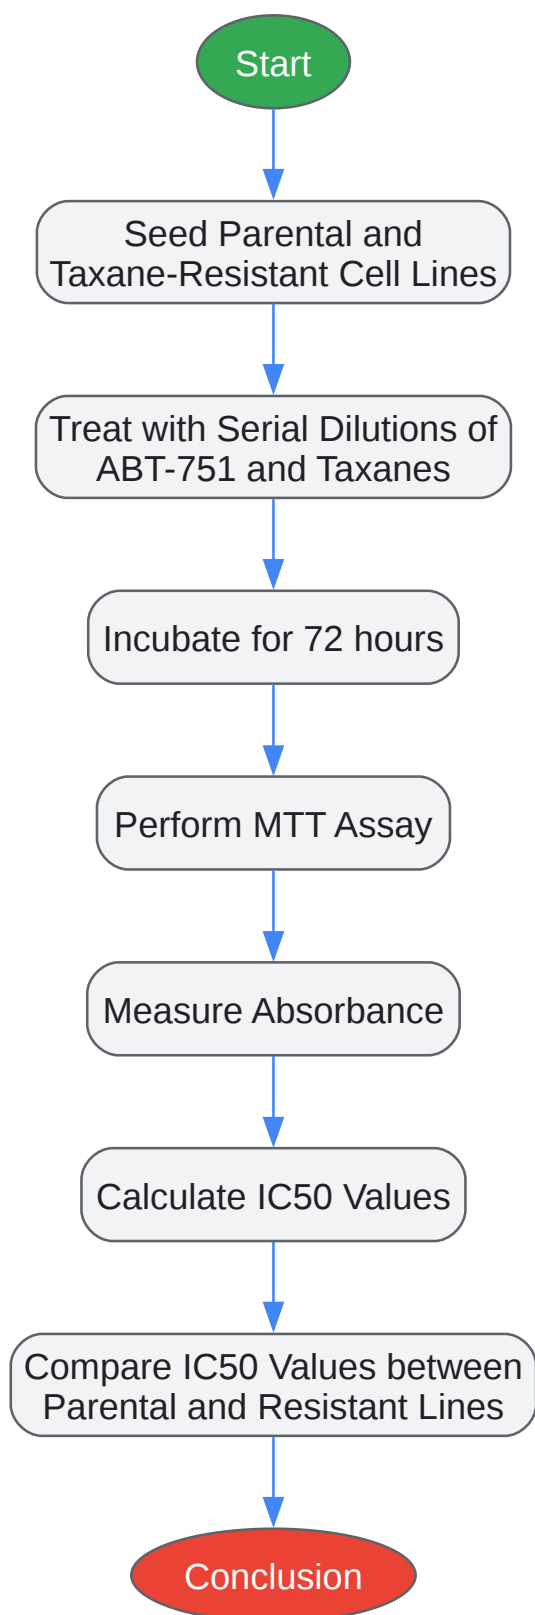 Start
Seed Parental and
Taxane-Resistant Cell Lines
Treat with Serial Dilutions of
ABT-751 and Taxanes
Incubate for 72 hours
Perform MTT Assay
Measure Absorbance
Calculate IC50 Values
Compare IC50 Values between
Parental and Resistant Lines
Conclusion